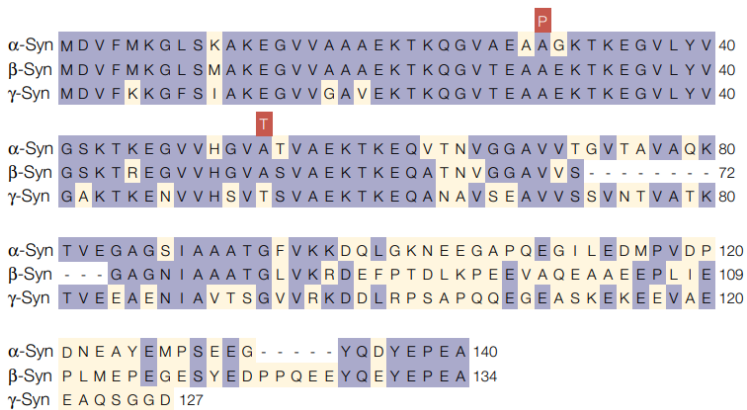 P
α-Syn M D V F M K G L S K A K E G V V A A A E K T K Q G V A E A A G K T K E G V L Y V 40
β-Syn M D V F M K G L S M A K E G V V A A A E K T K Q G V T E A A E K T K E G V L Y V 40
γ-Syn M D V F K K G F S I A K E G V V G A V E K T K Q G V T E A A E K T K E G V L Y V 40
T
α-Syn G S K T K E G V V H G V A T V A E K T K E Q V T N V G G A V V T G V T A V A Q K 80
β-Syn G S K T R E G V V H G V A S V A E K T K E Q A T N V G G A V V S - - - - - - - - 72
γ-Syn G A K T K E N V V H S V T S V A E K T K E Q A N A V S E A V V S S V N T V A T K 80
α-Syn T V E G A G S I A A A T G F V K K D Q L G K N E E G A P Q E G I L E D M P V D P 120
β-Syn - - - G A G N I A A A T G L V K R D E F P T D L K P E E V A Q E A A E E P L I E 109
γ-Syn T V E E A E N I A V T S G V V R K D D L R P S A P Q Q E G E A S K E K E E V A E 120
α-Syn D N E A Y E M P S E E G - - - - - Y Q D Y E P E A 140
β-Syn P L M E P E G E S Y E D P P Q E E Y Q E Y E P E A 134
γ-Syn E A Q S G G D 127